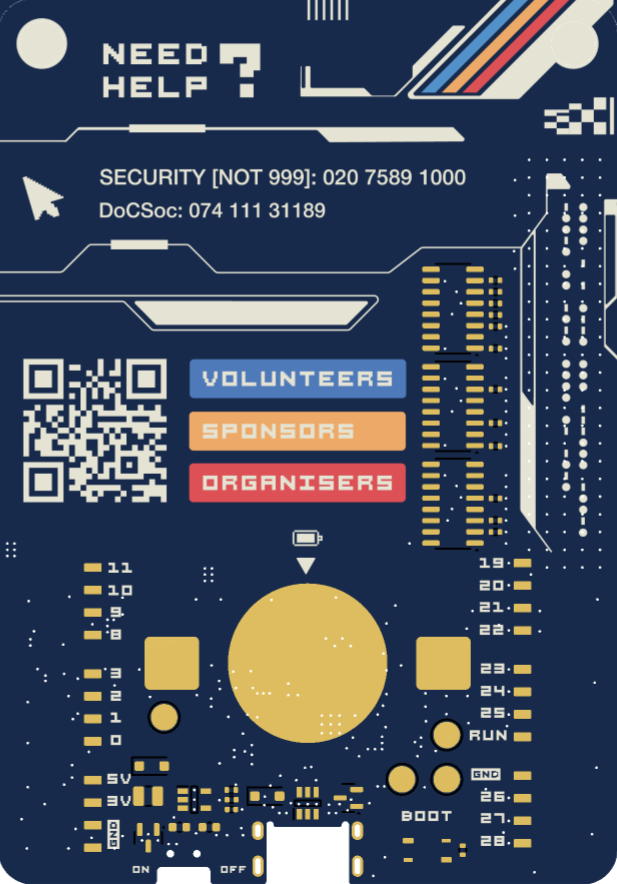 NEED
HELP ?
SECURITY [NOT 999]: 020 7589 1000
DoCSoc: 074 111 31189
VOLUNTEERS
SPONSORS
ORGANISERS
11
10
9
8
3
2
1
0
5V
3V
GND
ON OFF
19
20
21
22
23
24
25
RUN
GND
26
27
28
BOOT